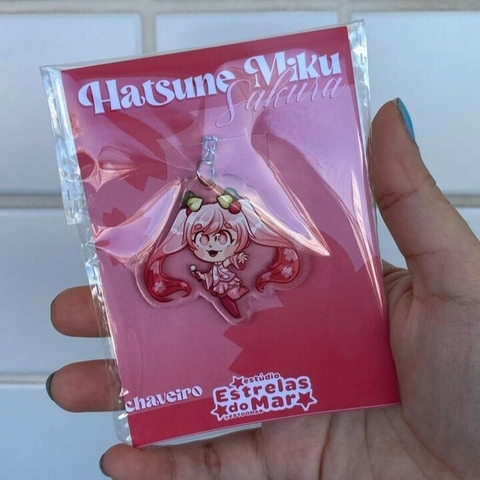 Hatsune Miku
Sakura
chaveiro
estúdio
Estrelas
do Mar